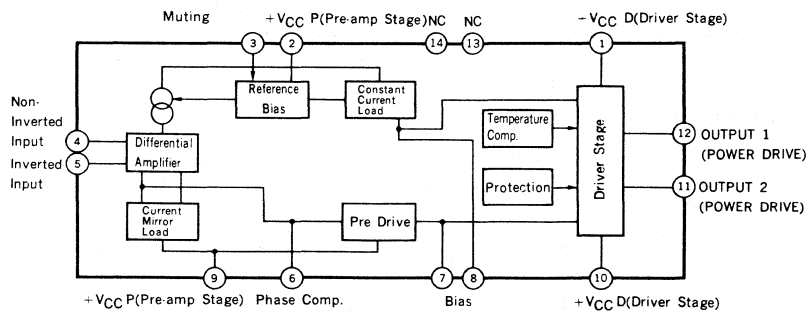 Muting
+VCC P(Pre-amp Stage)
NC
NC
+VCC D(Driver Stage)
3
2
14
13
1
Reference
Bias
Constant
Current
Load
Non-
Inverted
Input
4
Inverted
Input
5
Differential
Amplifier
Temperature
Comp.
Driver Stage
12
OUTPUT 1
(POWER DRIVE)
Protection
11
OUTPUT 2
(POWER DRIVE)
Current
Mirror
Load
Pre Drive
9
6
7
8
10
+VCC P(Pre-amp Stage)
Phase Comp.
Bias
+VCC D(Driver Stage)